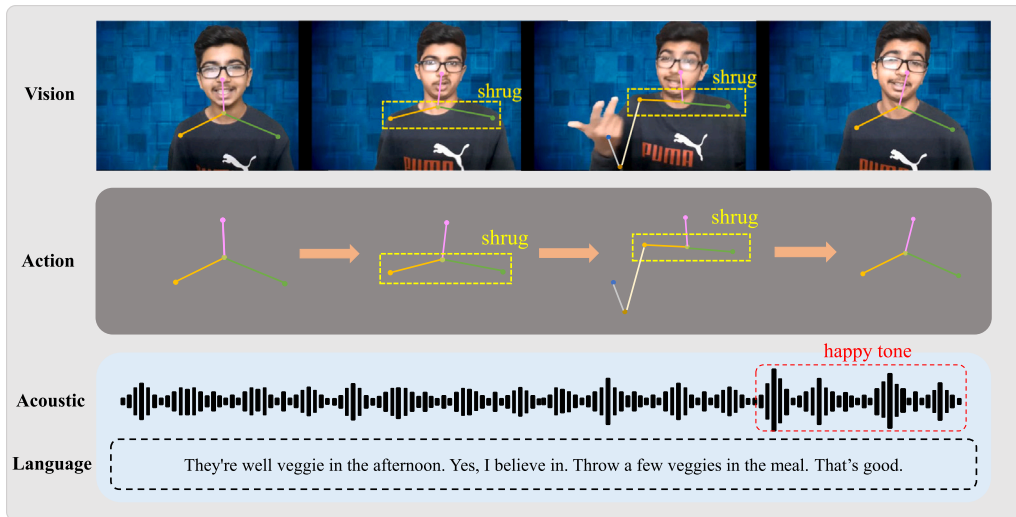 Vision
shrug
shrug
PUMA
PUMA
PUMA
PUMA
Action
shrug
shrug
happy tone
Acoustic
Language
They're well veggie in the afternoon. Yes, I believe in. Throw a few veggies in the meal. That's good.